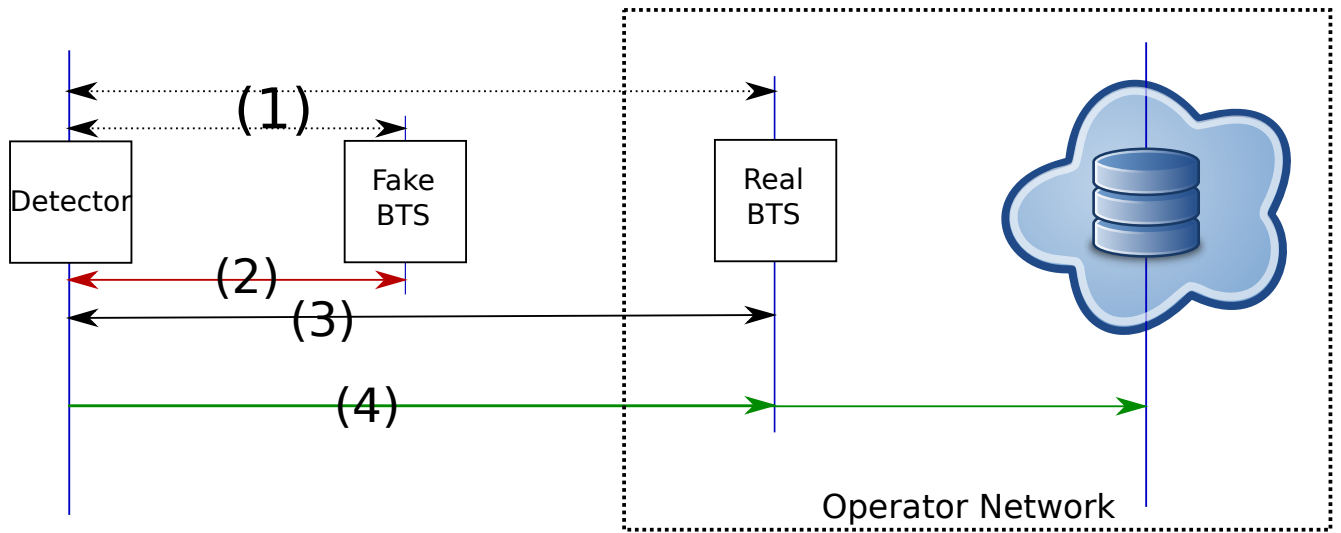 (1)
Detector
Fake
BTS
Real
BTS
(2)
(3)
(4)
Operator Network